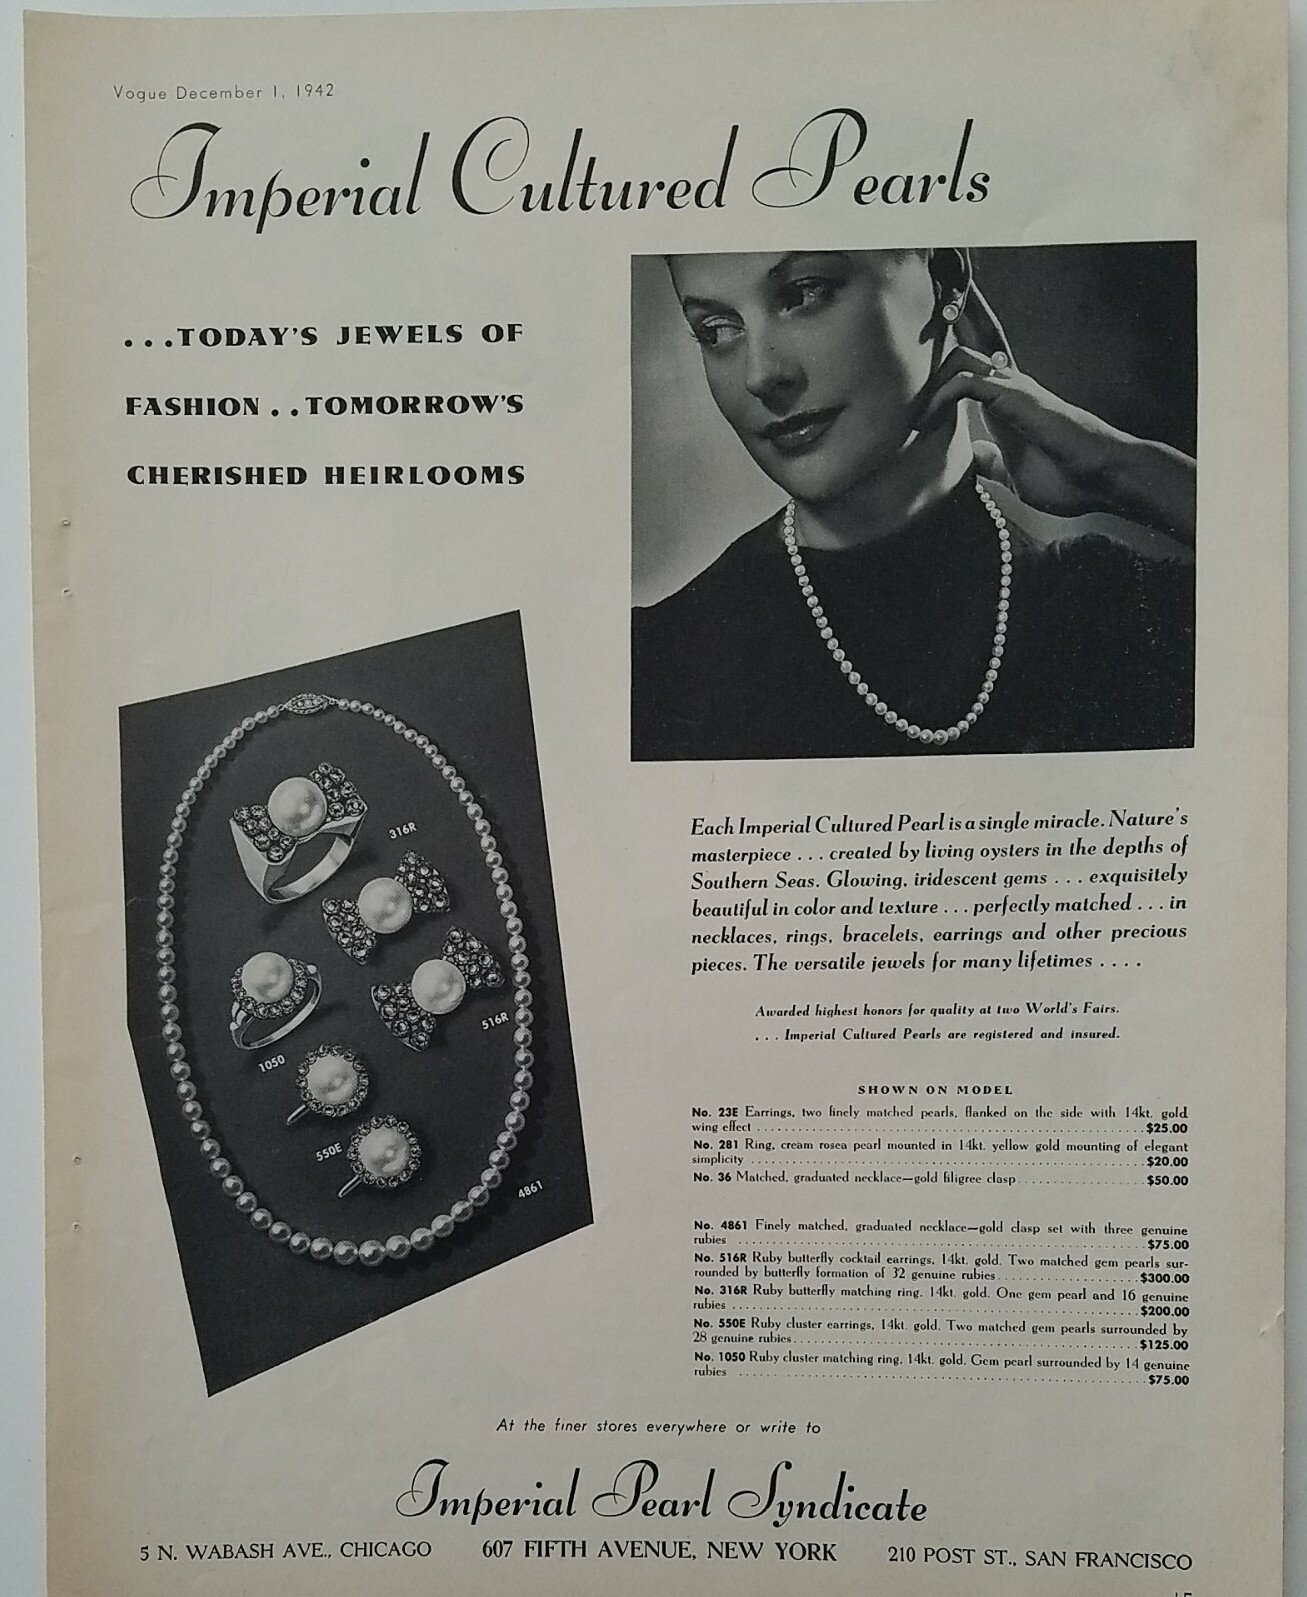 Vogue December 1, 1942
Imperial Cultured Pearls
...TODAY'S JEWELS OF
FASHION..TOMORROW'S
CHERISHED HEIRLOOMS
316R
516R
1050
550E
4861
Each Imperial Cultured Pearl is a single miracle. Nature's
masterpiece ... created by living oysters in the depths of
Southern Seas. Glowing, iridescent gems ... exquisitely
beautiful in color and texture ... perfectly matched ... in
necklaces, rings, bracelets, earrings and other precious
pieces. The versatile jewels for many lifetimes ....
Awarded highest honors for quality at two World's Fairs.
... Imperial Cultured Pearls are registered and insured.
SHOWN ON MODEL
No. 23E Earrings, two finely matched pearls, flanked on the side with 14kt. gold
wing effect ........ $25.00
No. 281 Ring, cream rosea pearl mounted in 14kt. yellow gold mounting of elegant
simplicity ........ $20.00
No. 36 Matched, graduated necklace—gold filigree clasp........ $50.00
No. 4861 Finely matched, graduated necklace—gold clasp set with three genuine
rubies ........ $75.00
No. 516R Ruby butterfly cocktail earrings, 14kt. gold. Two matched gem pearls sur-
rounded by butterfly formation of 32 genuine rubies........ $300.00
No. 316R Ruby butterfly matching ring, 14kt. gold. One gem pearl and 16 genuine
rubies ........ $200.00
No. 550E Ruby cluster earrings, 14kt. gold. Two matched gem pearls surrounded by
28 genuine rubies........ $125.00
No. 1050 Ruby cluster matching ring, 14kt. gold. Gem pearl surrounded by 14 genuine
rubies ........ $75.00
At the finer stores everywhere or write to
Imperial Pearl Syndicate
5 N. WABASH AVE., CHICAGO 607 FIFTH AVENUE, NEW YORK 210 POST ST., SAN FRANCISCO